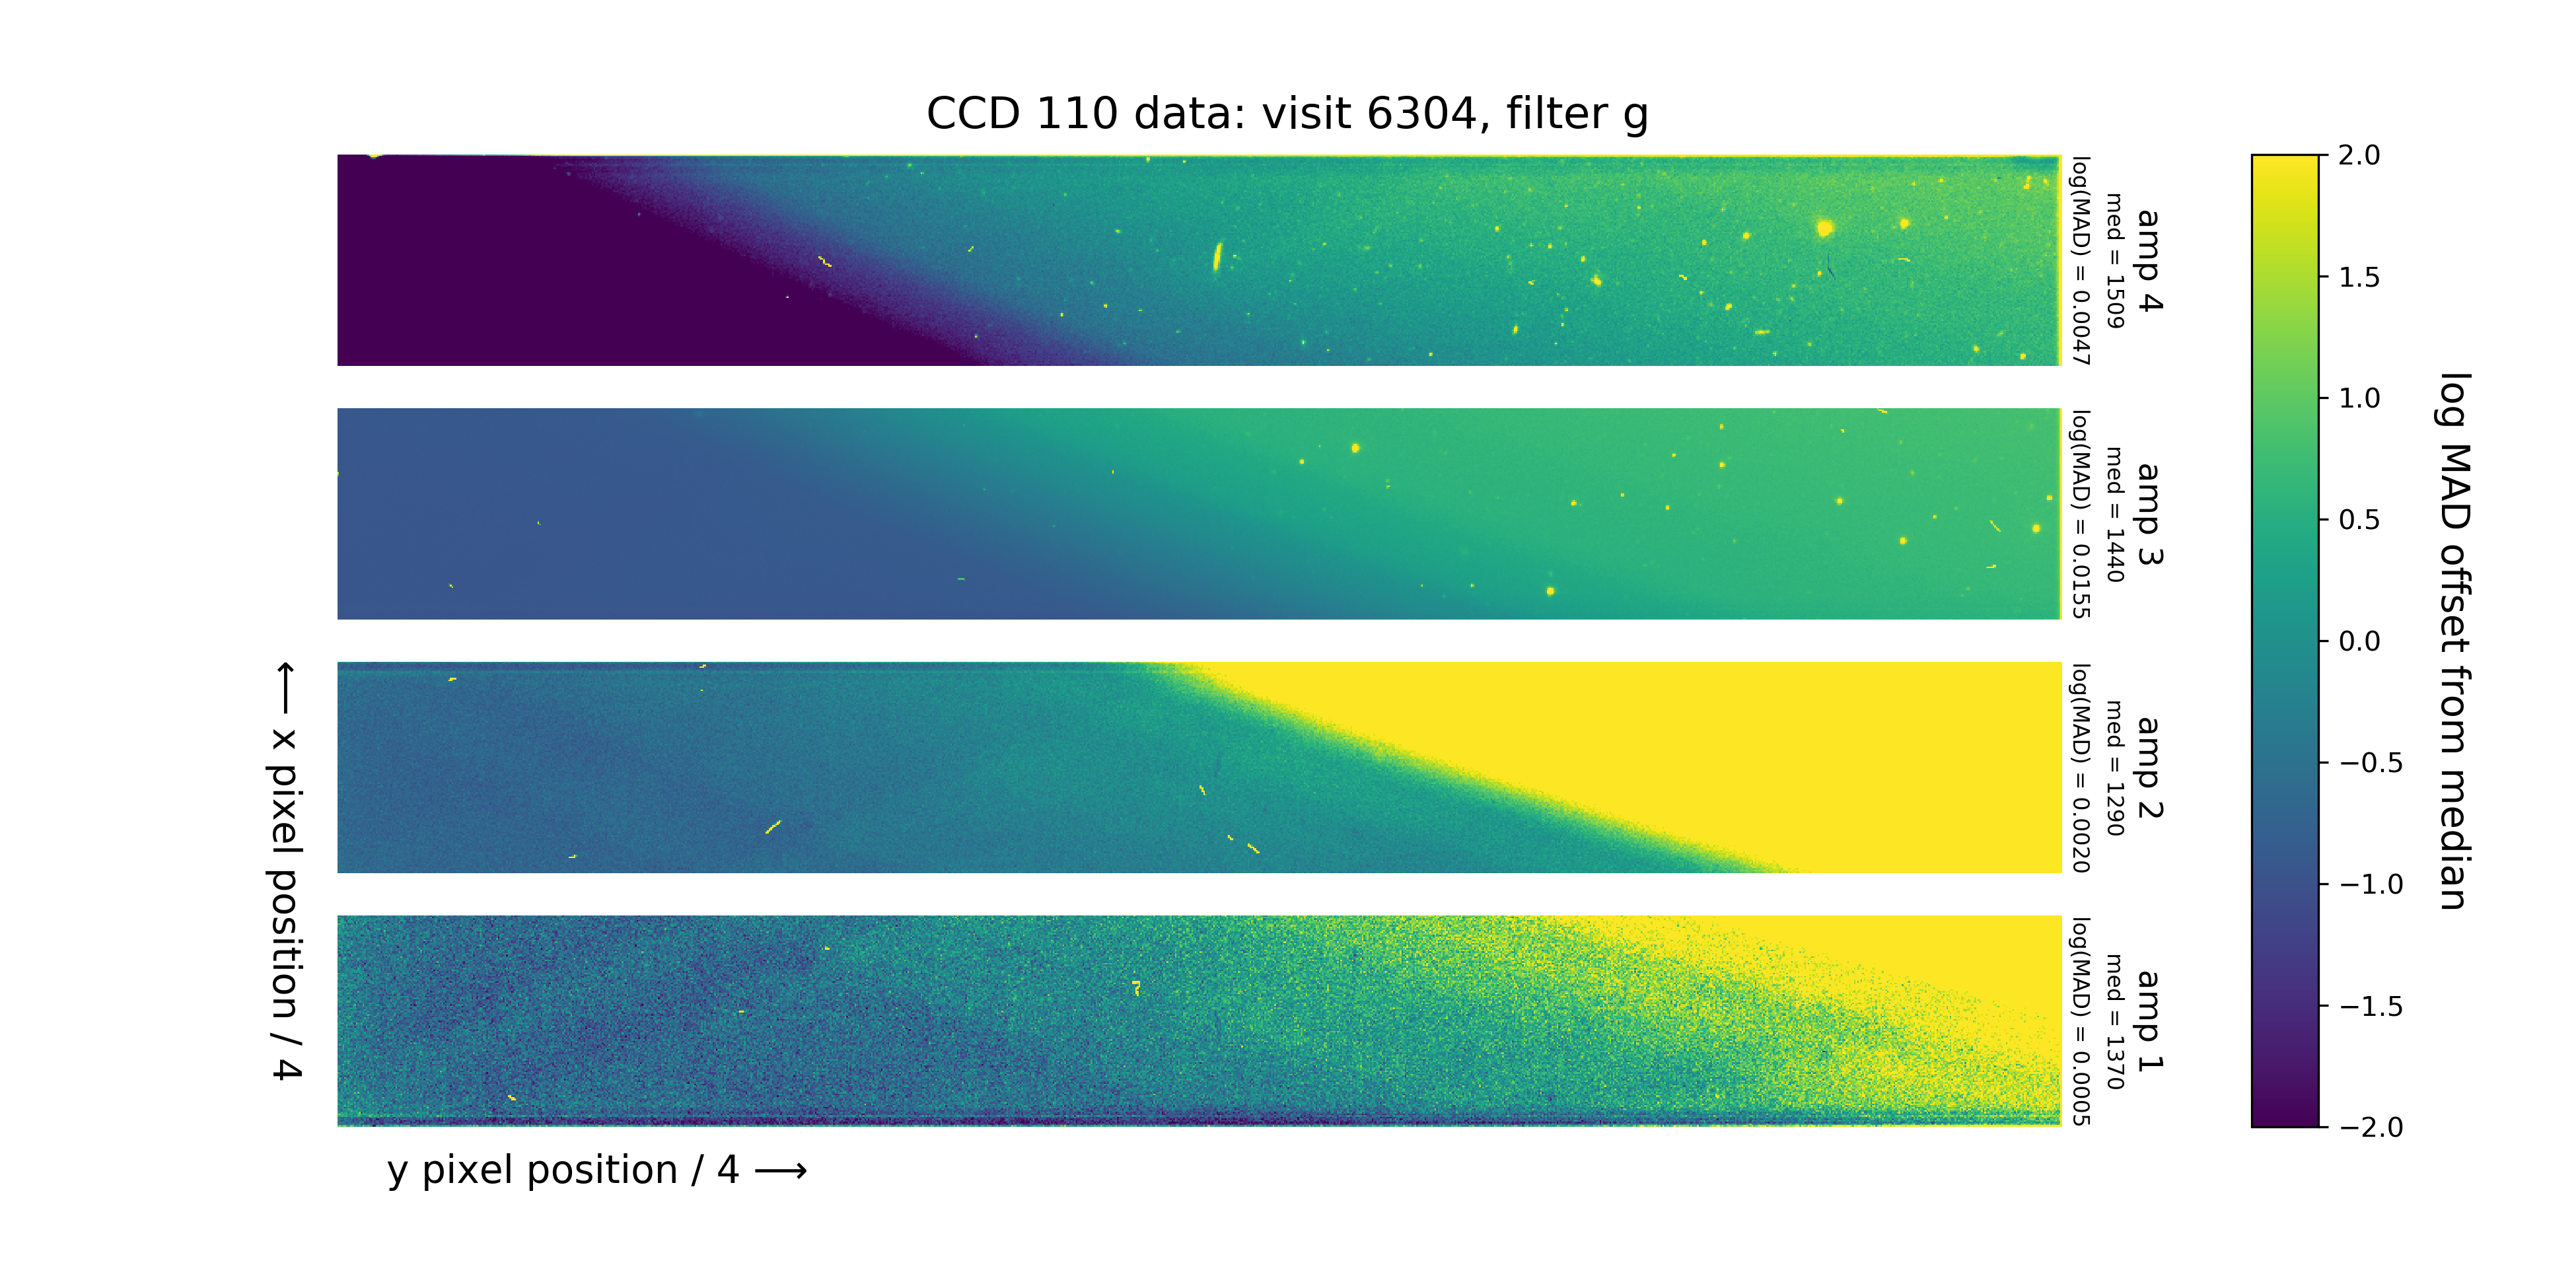 CCD 110 data: visit 6304, filter g
amp 4
med = 1509
log(MAD) = 0.0047
amp 3
med = 1440
log(MAD) = 0.0155
amp 2
med = 1290
log(MAD) = 0.0020
amp 1
med = 1370
log(MAD) = 0.0005
⟵ x pixel position / 4
y pixel position / 4 ⟶
2.0
1.5
1.0
0.5
0.0
−0.5
−1.0
−1.5
−2.0
log MAD offset from median